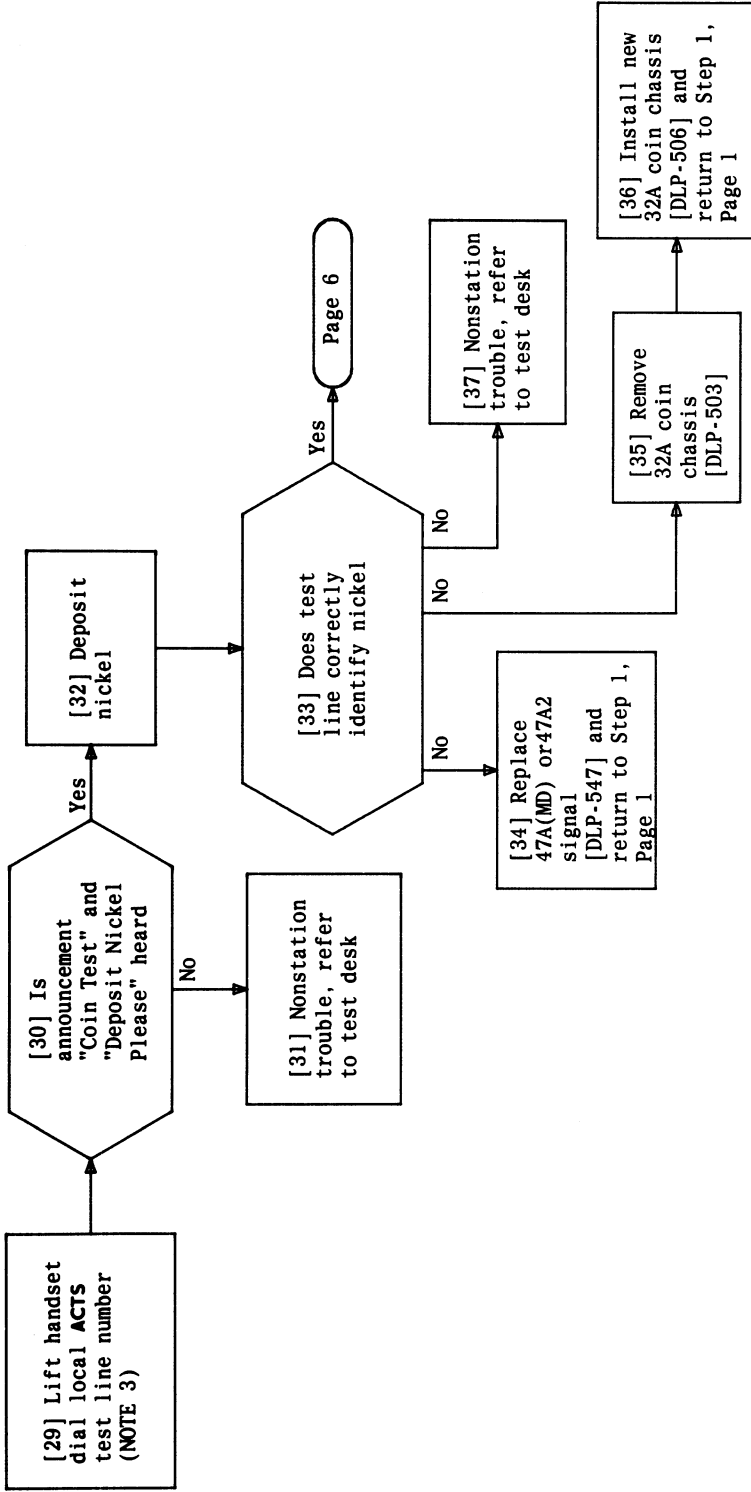 [29] Lift handset
dial local ACTS
test line number
(NOTE 3)
[30] Is
announcement
"Coin Test" and
"Deposit Nickel
Please" heard
Yes
No
[31] Nonstation
trouble, refer
to test desk
[32] Deposit
nickel
[33] Does test
line correctly
identify nickel
Yes
Page 6
No
[34] Replace
47A(MD) or47A2
signal
[DLP-547] and
return to Step 1,
Page 1
No
[35] Remove
32A coin
chassis
[DLP-503]
[36] Install new
32A coin chassis
[DLP-506] and
return to Step 1,
Page 1
No
[37] Nonstation
trouble, refer
to test desk